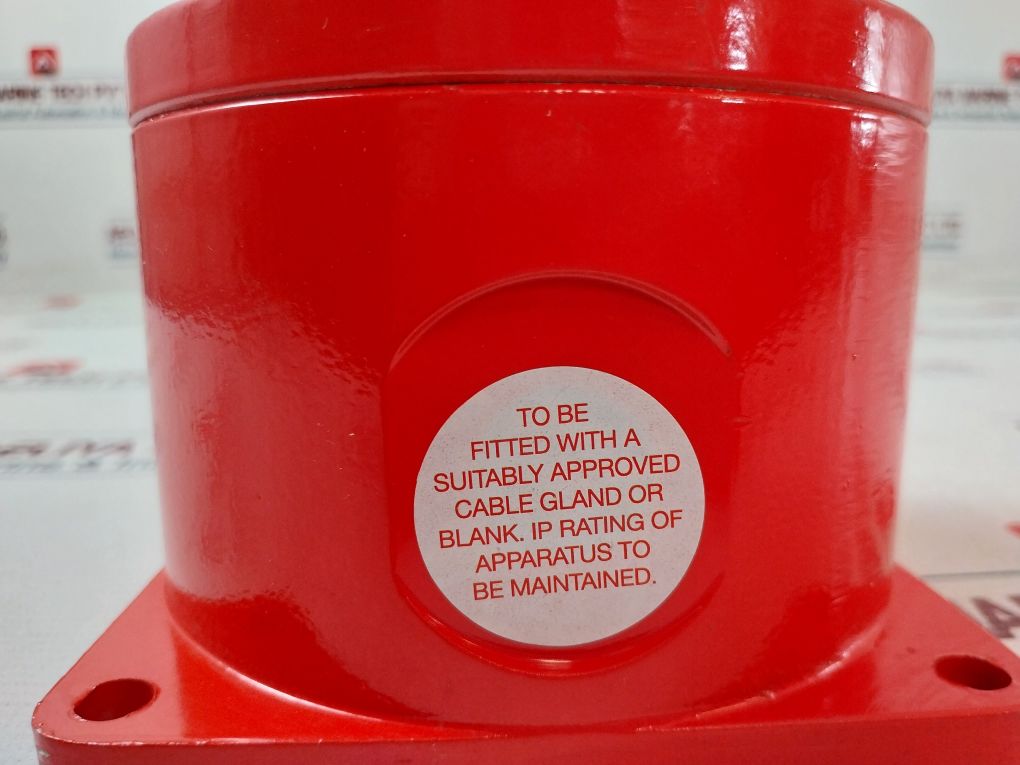 TO BE
FITTED WITH A
SUITABLY APPROVED
CABLE GLAND OR
BLANK. IP RATING OF
APPARATUS TO
BE MAINTAINED.